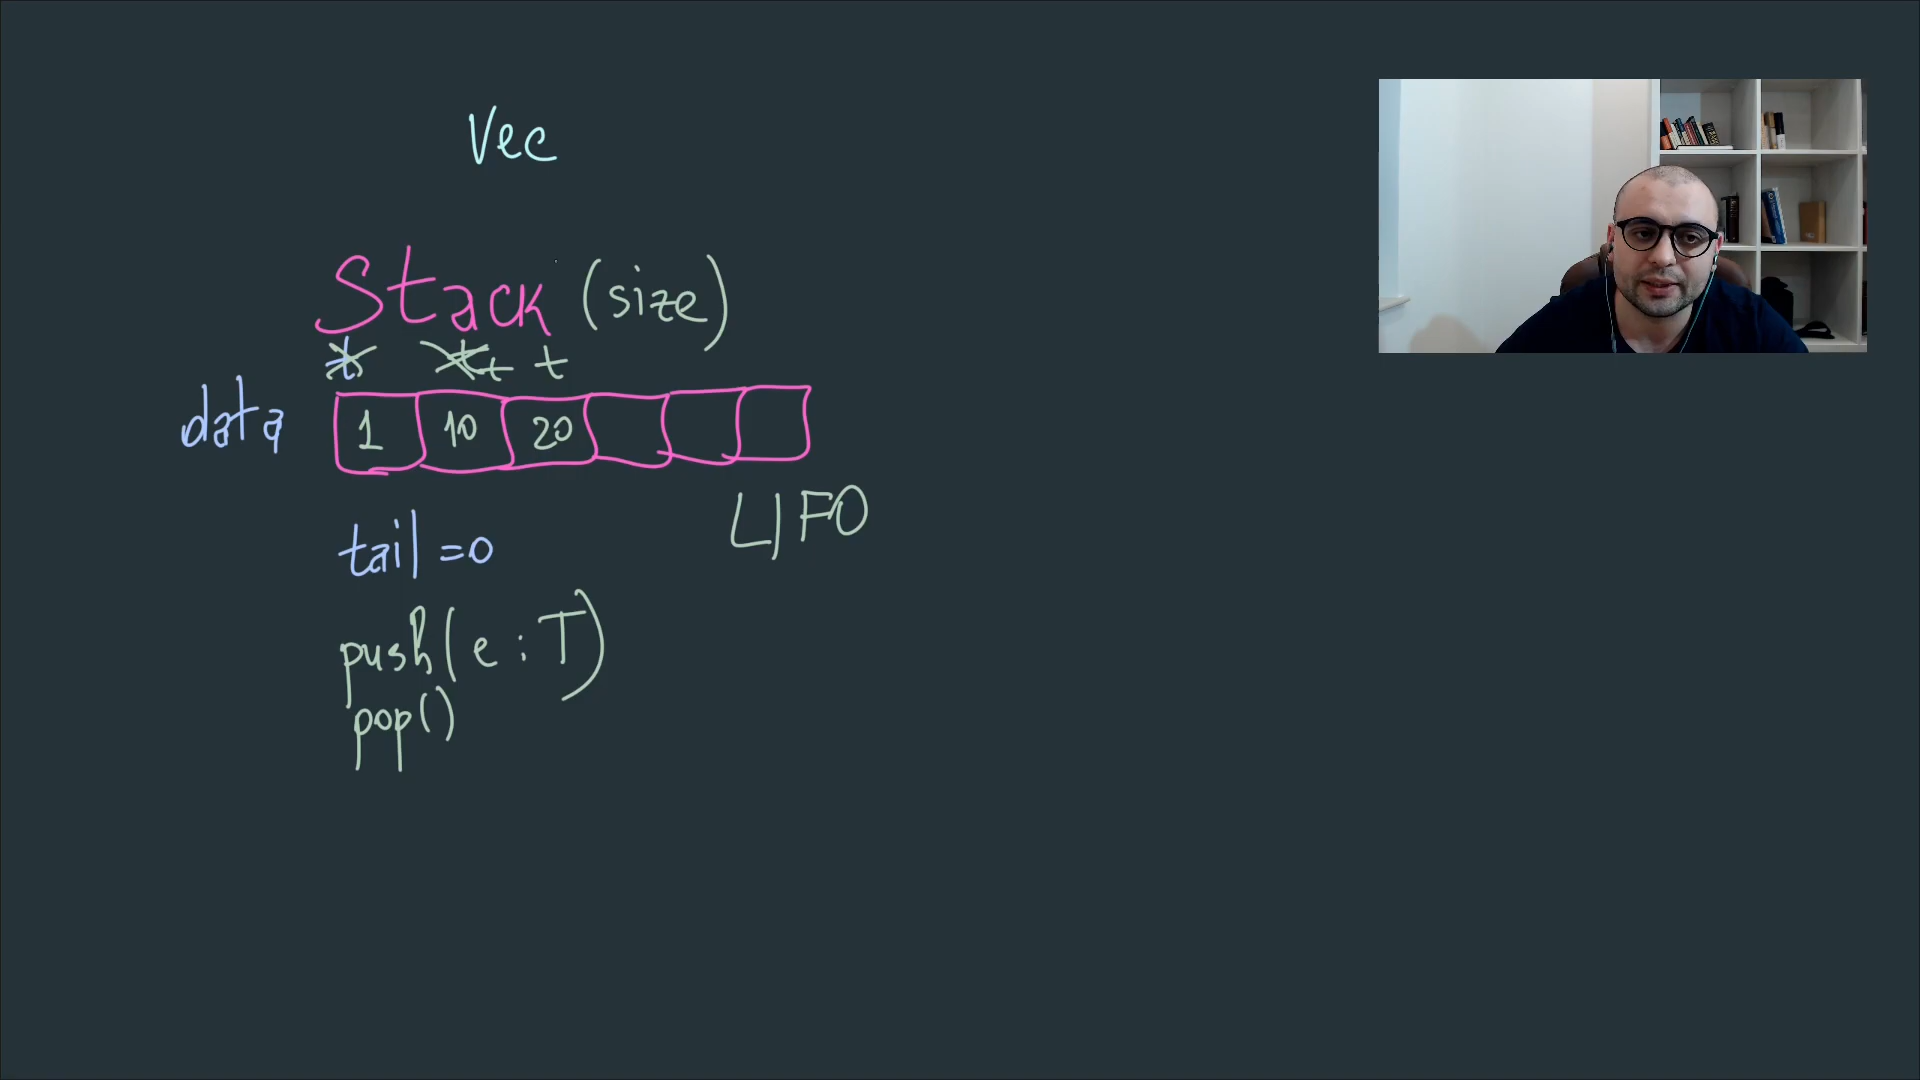 Vec
Stack (size)
t t t t
data 1 10 20
LIFO
tail = 0
push(e : T)
pop()